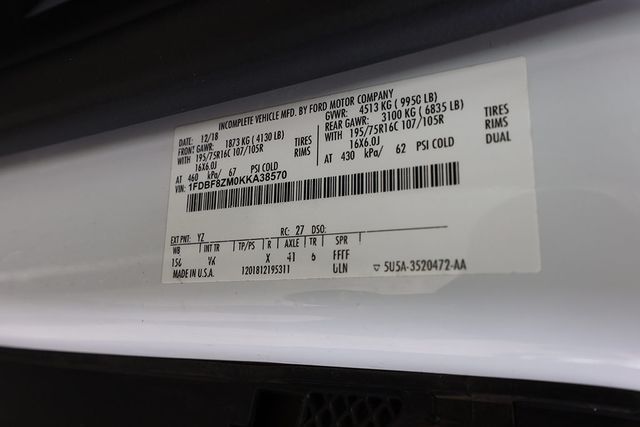 INCOMPLETE VEHICLE MFD. BY FORD MOTOR COMPANY
DATE: 12/18 GVWR: 4513 KG ( 9950 LB)
FRONT GAWR: 1873 KG ( 4130 LB) REAR GAWR: 3100 KG ( 6835 LB)
WITH 195/75R16C 107/105R TIRES WITH 195/75R16C 107/105R TIRES
16X6.0J RIMS 16X6.0J RIMS
AT 460 kPa/ 67 PSI COLD AT 430 kPa/ 62 PSI COLD DUAL
VIN: 1FDBF8ZM0KKA38570
EXT PNT: YZ RC: 27 DSO:
WB INT TR TP/PS R AXLE TR SPR
156 VK X 41 6 FFTF
MADE IN U.S.A. 1201812195311 ULN ▽ 5U5A-3520472-AA